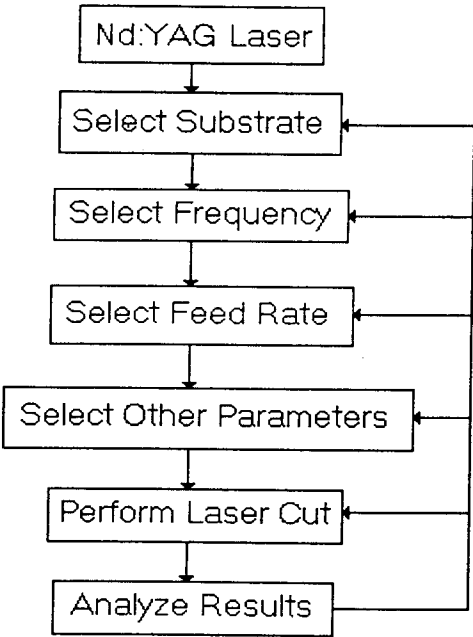 Nd:YAG Laser
Select Substrate
Select Frequency
Select Feed Rate
Select Other Parameters
Perform Laser Cut
Analyze Results